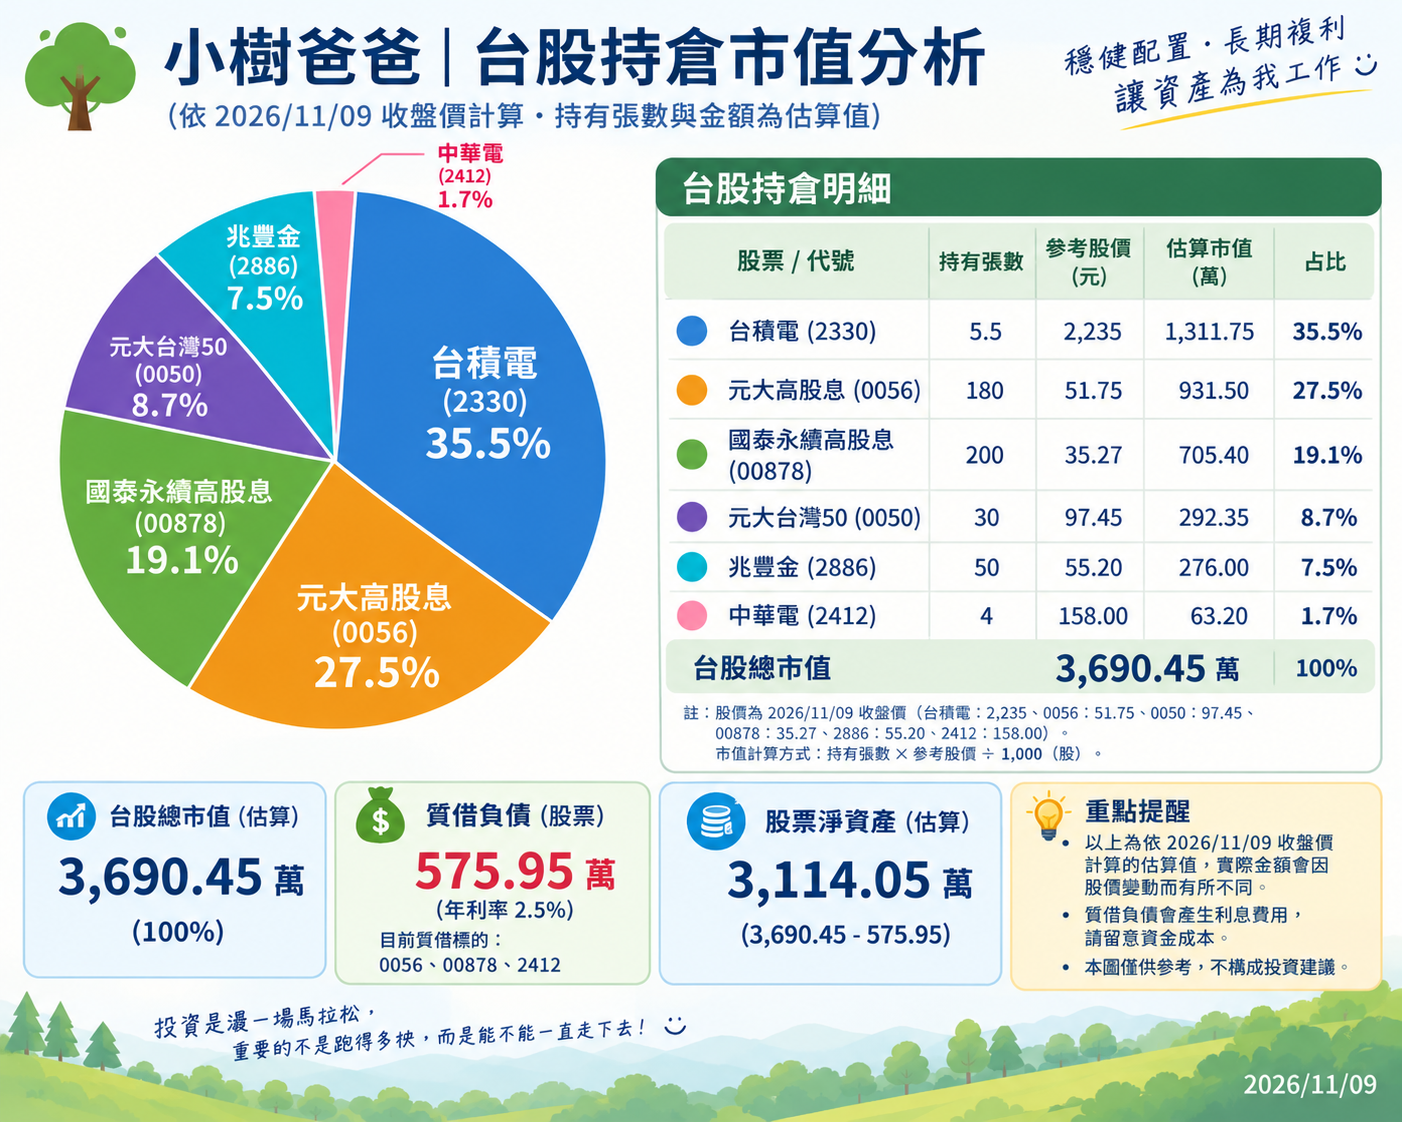 小樹爸爸 | 台股持倉市值分析
(依 2026/11/09 收盤價計算・持有張數與金額為估算值)
穩健配置・長期複利
讓資產為我工作
中華電
(2412)
1.7%
兆豐金
(2886)
7.5%
元大台灣50
(0050)
8.7%
台積電
(2330)
35.5%
國泰永續高股息
(00878)
19.1%
元大高股息
(0056)
27.5%
台股持倉明細
股票 / 代號 持有張數 參考股價 (元) 估算市值 (萬) 占比
台積電 (2330) 5.5 2,235 1,311.75 35.5%
元大高股息 (0056) 180 51.75 931.50 27.5%
國泰永續高股息
(00878) 200 35.27 705.40 19.1%
元大台灣50 (0050) 30 97.45 292.35 8.7%
兆豐金 (2886) 50 55.20 276.00 7.5%
中華電 (2412) 4 158.00 63.20 1.7%
台股總市值 3,690.45 萬 100%
註：股價為 2026/11/09 收盤價（台積電：2,235、0056：51.75、0050：97.45、
00878：35.27、2886：55.20、2412：158.00）。
市值計算方式：持有張數 × 參考股價 ÷ 1,000（股）。
台股總市值 (估算)
3,690.45 萬
(100%)
$
質借負債 (股票)
575.95 萬
(年利率 2.5%)
目前質借標的：
0056、00878、2412
股票淨資產 (估算)
3,114.05 萬
(3,690.45 - 575.95)
重點提醒
• 以上為依 2026/11/09 收盤價
計算的估算值，實際金額會因
股價變動而有所不同。
• 質借負債會產生利息費用，
請留意資金成本。
• 本圖僅供參考，不構成投資建議。
投資是漫一場馬拉松，
重要的不是跑得多快，而是能不能一直走下去！
2026/11/09